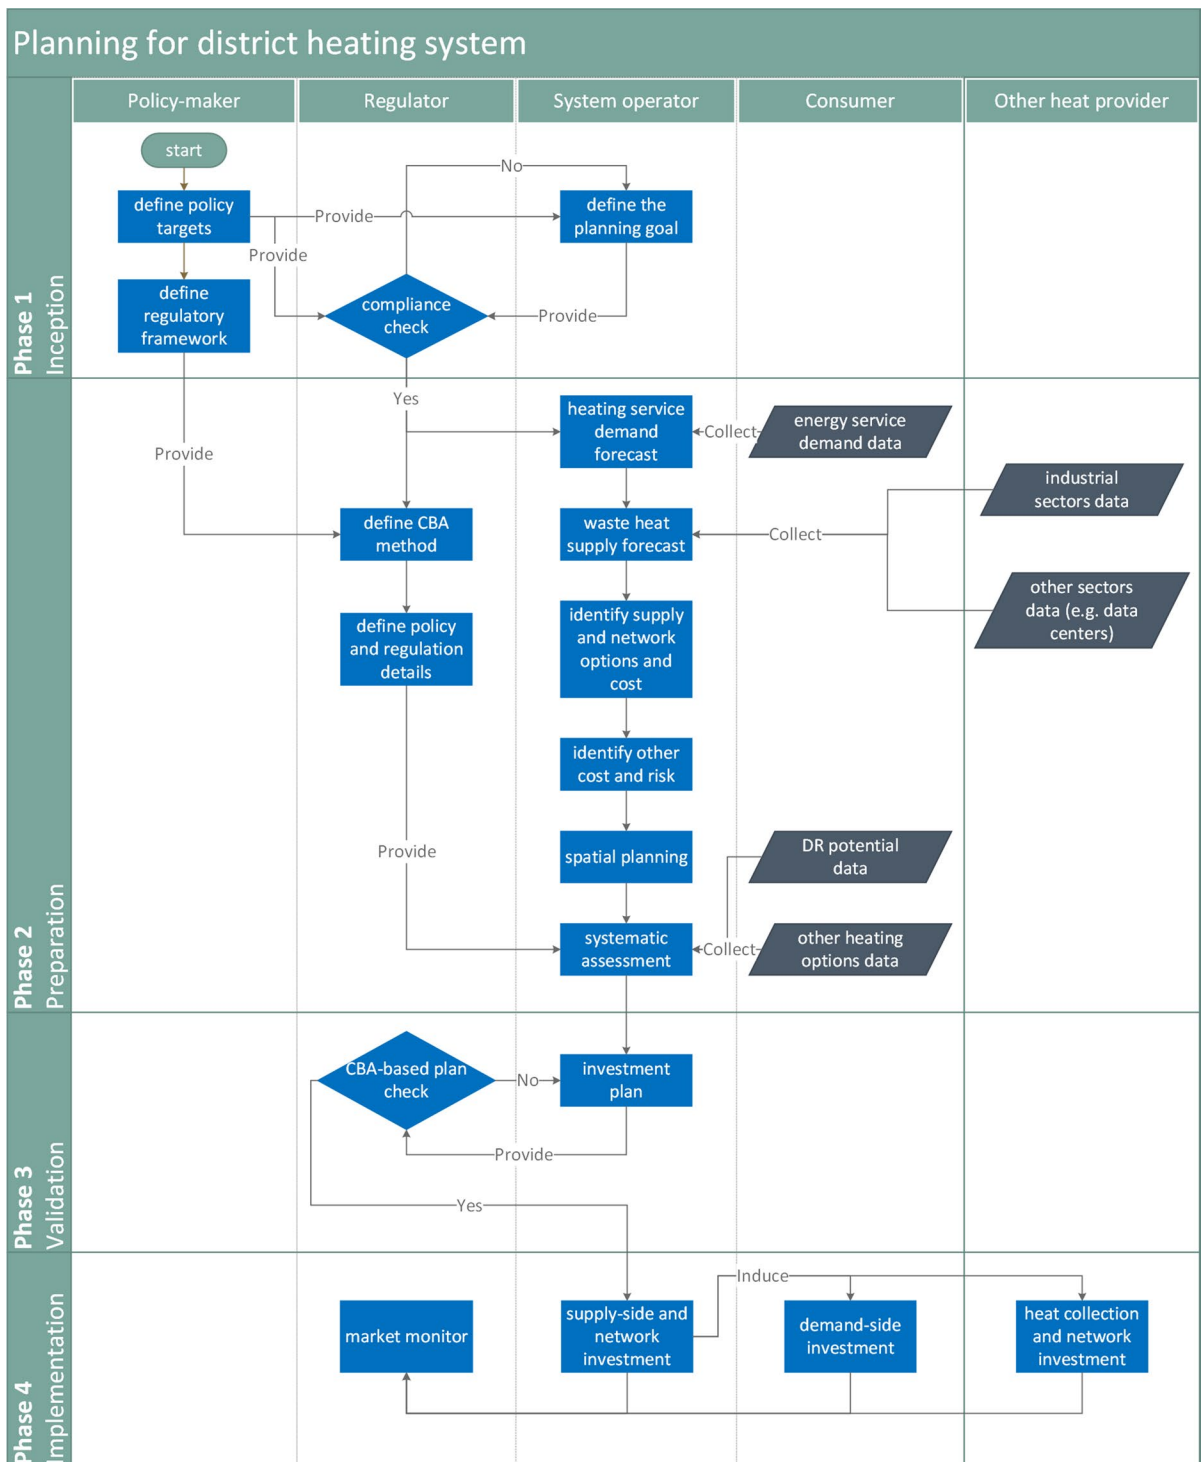 Planning for district heating system
Policy-maker
Regulator
System operator
Consumer
Other heat provider
Phase 1
Inception
start
No
define policy
targets
Provide
define the
planning goal
Provide
define
regulatory
framework
compliance
check
Provide
Phase 2
Preparation
Yes
heating service
demand
forecast
Collect
energy service
demand data
Provide
industrial
sectors data
define CBA
method
waste heat
supply forecast
Collect
other sectors
data (e.g. data
centers)
define policy
and regulation
details
identify supply
and network
options and
cost
identify other
cost and risk
Provide
spatial planning
DR potential
data
systematic
assessment
Collect
other heating
options data
Phase 3
Validation
CBA-based plan
check
No
investment
plan
Provide
Yes
Phase 4
Implementation
Induce
market monitor
supply-side and
network
investment
demand-side
investment
heat collection
and network
investment